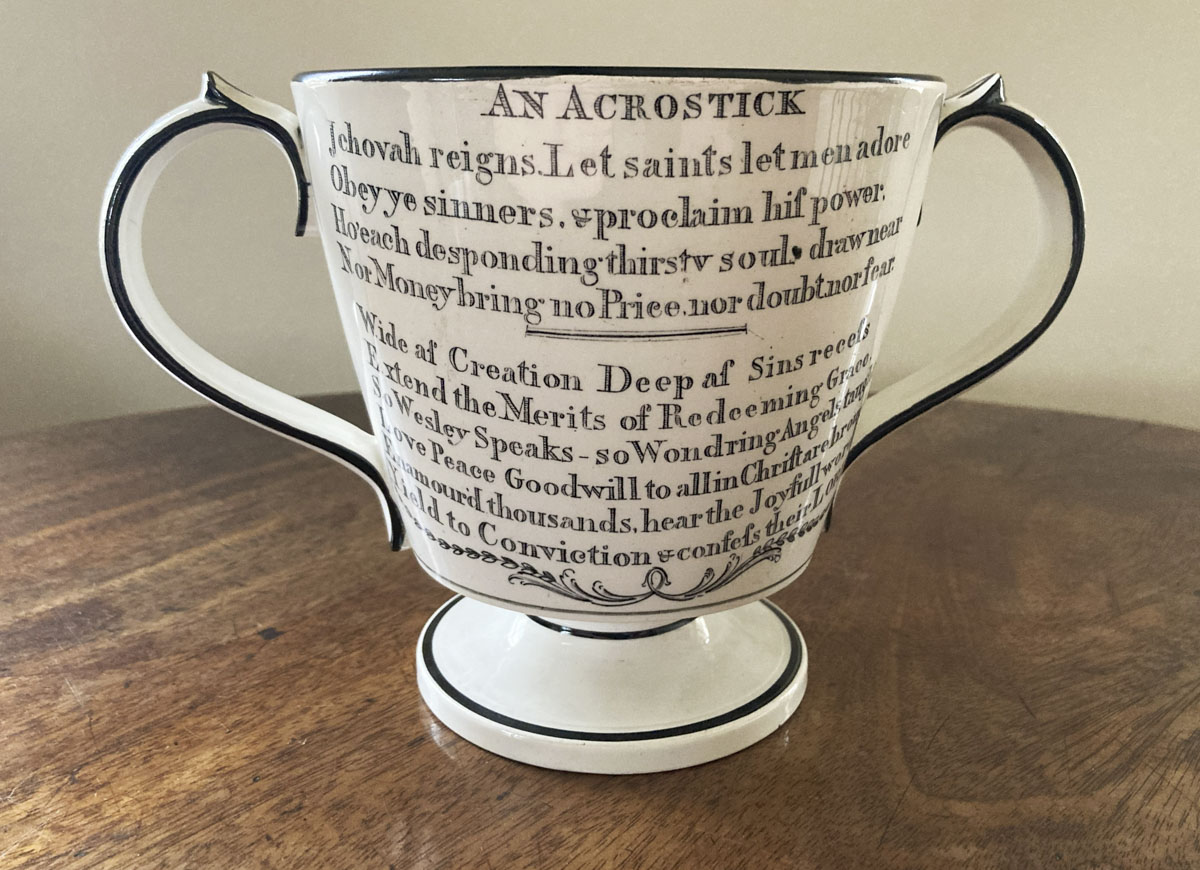 AN ACROSTICK
Jehovah reigns. Let saints let men adore
Obey ye sinners. & proclaim hiſ power.
Ho' each desponding thirsty soul, draw near
Nor Money bring no Price. nor doubt nor fear.
Wide aſ Creation Deep aſ Sins receſs
Extend the Merits of Redeeming Grace.
So Wesley Speaks - so Wondring Angels
Love Peace Goodwill to all in Chriſt are
Enamourd thousands, hear the Joyfull
Yield to Conviction & confeſs their